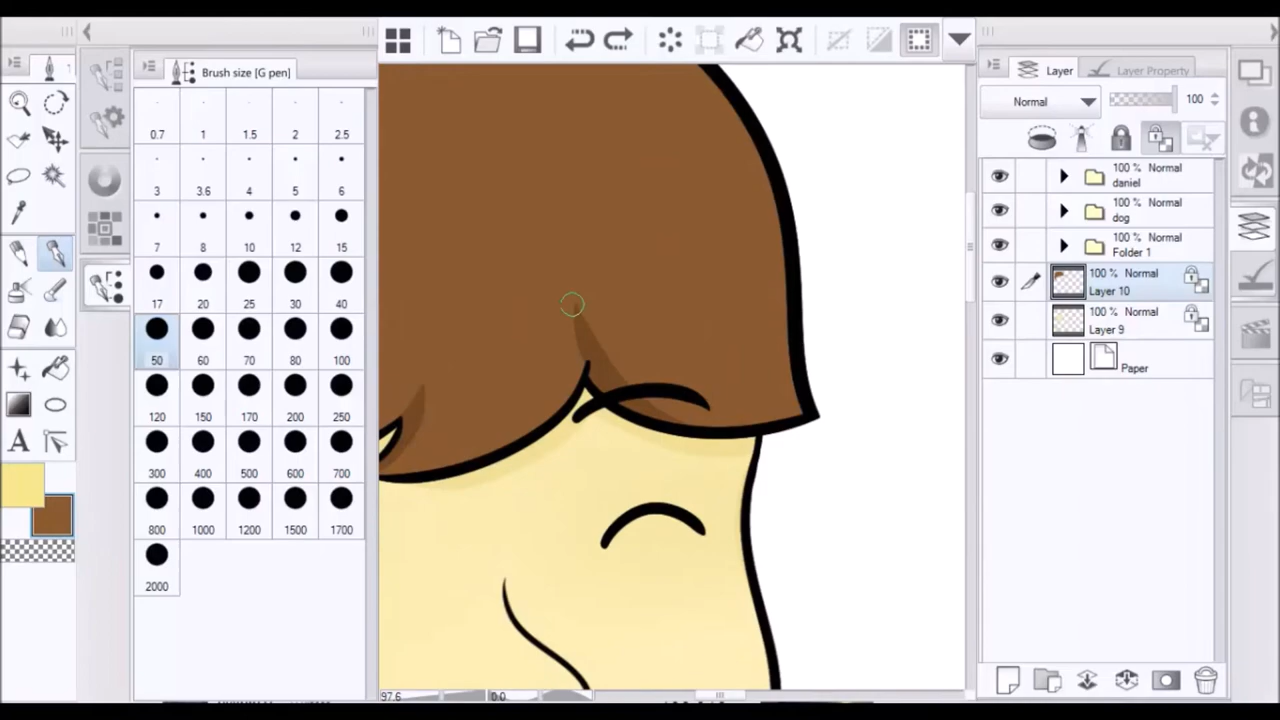 Brush size [G pen]
0.7 1 1.5 2 2.5
3 3.6 4 5 6
7 8 10 12 15
17 20 25 30 40
50 60 70 80 100
120 150 170 200 250
300 400 500 600 700
800 1000 1200 1500 1700
2000
A
97.6 0.0
Layer Layer Property
Normal 100
100 % Normal
daniel
100 % Normal
dog
100 % Normal
Folder 1
100 % Normal
Layer 10
100 % Normal
Layer 9
Paper